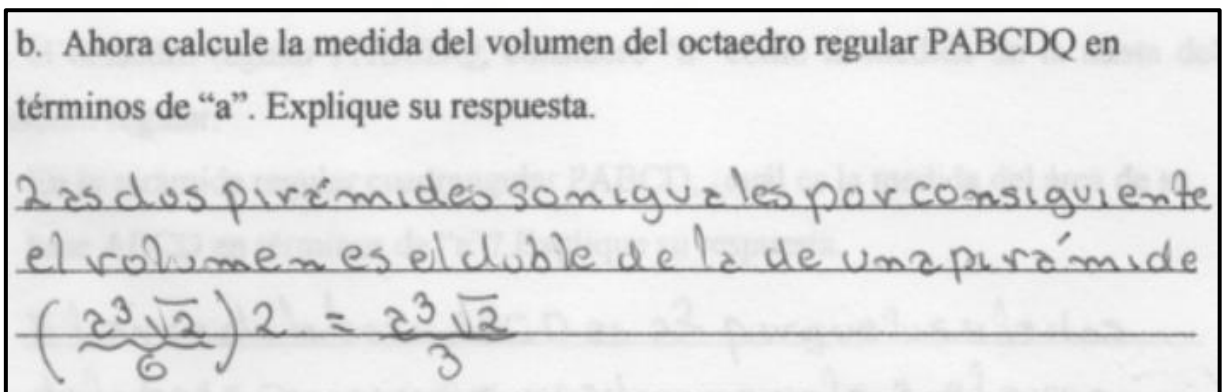 b. Ahora calcule la medida del volumen del octaedro regular PABCDQ en
términos de “a”. Explique su respuesta.
Las dos pirámides son iguales por consiguiente
el volumen es el duble de la de una pirámide
(a³√2/6)2 = a³√2/3